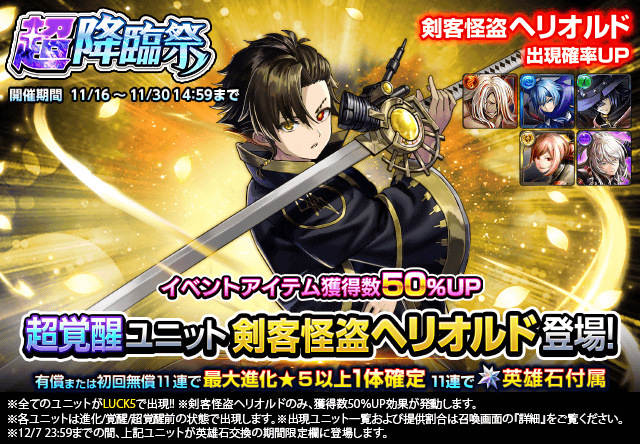 超降臨祭
開催期間 11/16～11/30 14:59まで
剣客怪盗ヘリオルド
出現確率UP
イベントアイテム獲得数50%UP
超覚醒ユニット剣客怪盗ヘリオルド登場!
有償または初回無償11連で最大進化★5以上1体確定 11連で英雄石付属
※全てのユニットがLUCK5で出現!! ※剣客怪盗ヘリオルドのみ、獲得数50%UP効果が発動します。
※各ユニットは進化/覚醒/超覚醒前の状態で出現します。※出現ユニット一覧および提供割合は召喚画面の『詳細』をご覧ください。
※12/7 23:59までの間、上記ユニットが英雄石交換の期間限定欄に登場します。